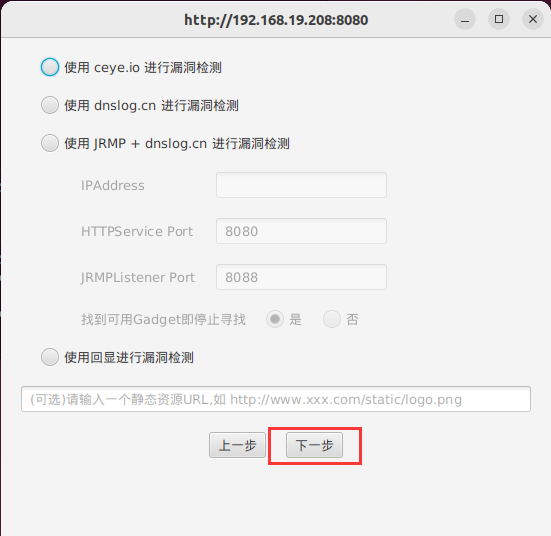 http://192.168.19.208:8080
使用 ceye.io 进行漏洞检测
使用 dnslog.cn 进行漏洞检测
使用 JRMP + dnslog.cn 进行漏洞检测
IPAddress
HTTPService Port 8080
JRMPListener Port 8088
找到可用Gadget即停止寻找 是 否
使用回显进行漏洞检测
(可选)请输入一个静态资源URL,如 http://www.xxx.com/static/logo.png
上一步 下一步